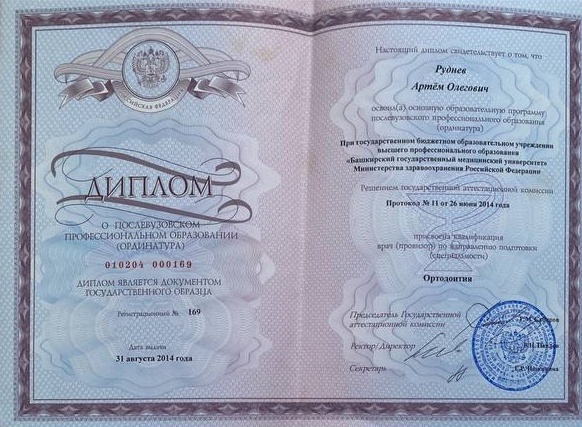 РОССИЙСКАЯ ФЕДЕРАЦИЯ
ДИПЛОМ
О ПОСЛЕВУЗОВСКОМ
ПРОФЕССИОНАЛЬНОМ ОБРАЗОВАНИИ
(ОРДИНАТУРА)
010204 000169
ДИПЛОМ ЯВЛЯЕТСЯ ДОКУМЕНТОМ
ГОСУДАРСТВЕННОГО ОБРАЗЦА
Регистрационный № 169
Дата выдачи
31 августа 2014 года
Настоящий диплом свидетельствует о том, что
Руднев
Артём Олегович
освоил(а) основную образовательную программу
послевузовского профессионального образования
(ординатура)
При государственном бюджетном образовательном учреждении
высшего профессионального образования
«Башкирский государственный медицинский университет»
Министерства здравоохранения Российской Федерации
Решением государственной аттестационной комиссии
Протокол № 11 от 26 июня 2014 года
присвоена квалификация
врач (провизор) по направлению подготовки
(специальности)
Ортодонтия
Председатель Государственной
аттестационной комиссии
Ректор/Директор
Секретарь